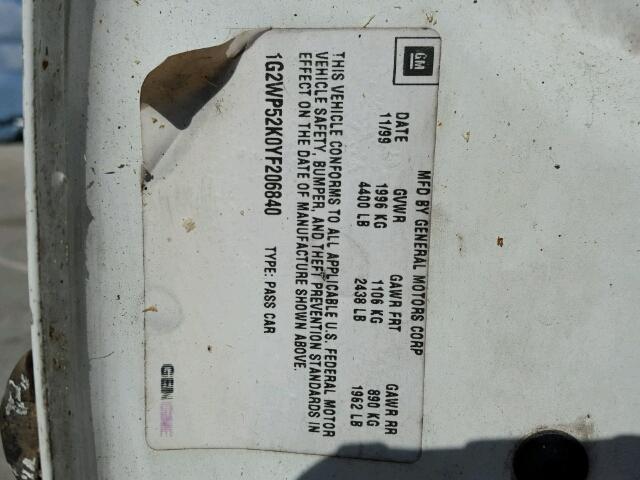 GM
MFD BY GENERAL MOTORS CORP
DATE GVWR GAWR FRT GAWR RR
11/99 1996 KG 1106 KG 890 KG
4400 LB 2438 LB 1962 LB
THIS VEHICLE CONFORMS TO ALL APPLICABLE U.S. FEDERAL MOTOR
VEHICLE SAFETY, BUMPER, AND THEFT PREVENTION STANDARDS IN
EFFECT ON THE DATE OF MANUFACTURE SHOWN ABOVE.
1G2WP52K0YF206840 TYPE: PASS CAR